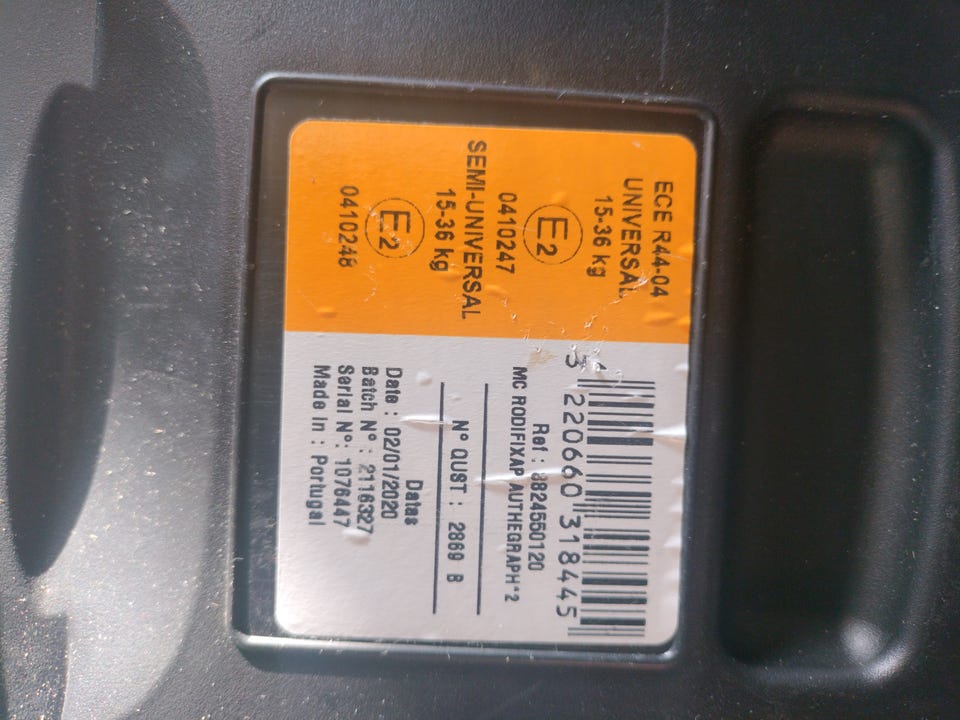 ECE R44-04
UNIVERSAL
15-36 kg
E2
0410247
SEMI-UNIVERSAL
15-36 kg
E2
0410248
3 220660 318445
Ref : 8824550120
MC RODIFIXAP AUTHEGRAPH*2
N° QUST : 2869 B
Datas
Date : 02/01/2020
Batch N° : 2116327
Serial N°: 1076447
Made in : Portugal